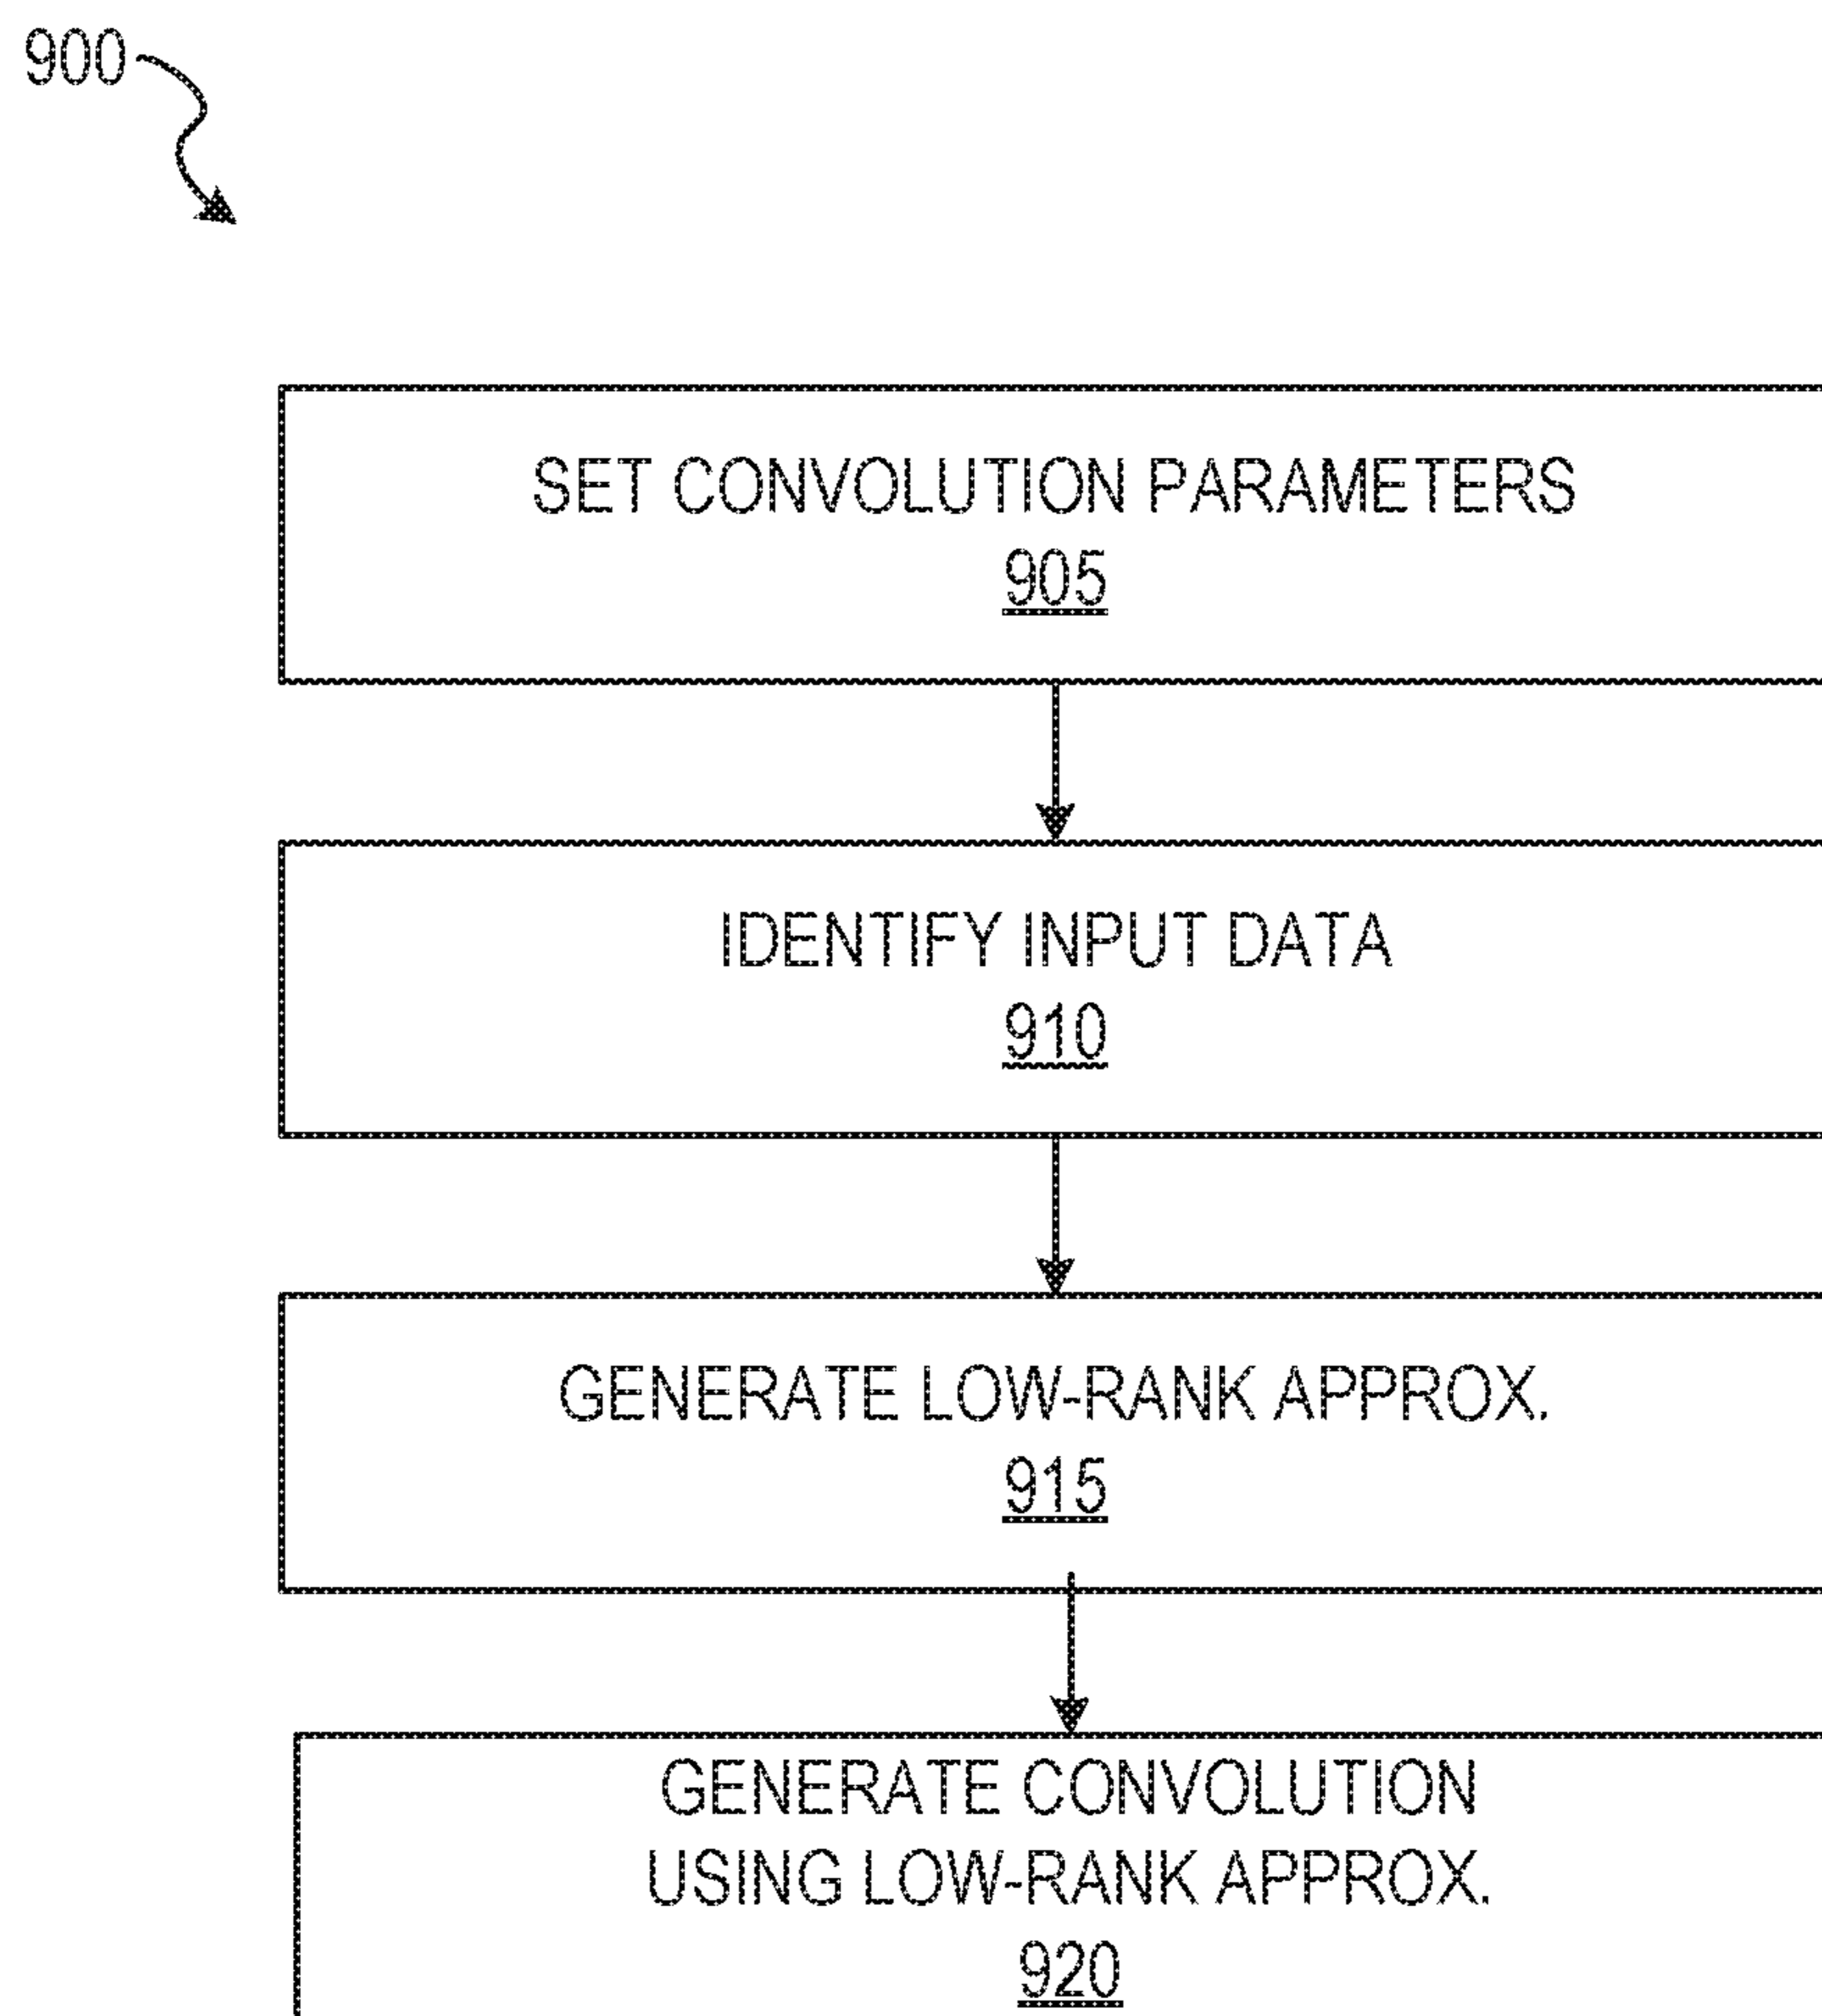 900
SET CONVOLUTION PARAMETERS
905
IDENTIFY INPUT DATA
910
GENERATE LOW-RANK APPROX.
915
GENERATE CONVOLUTION
USING LOW-RANK APPROX.
920